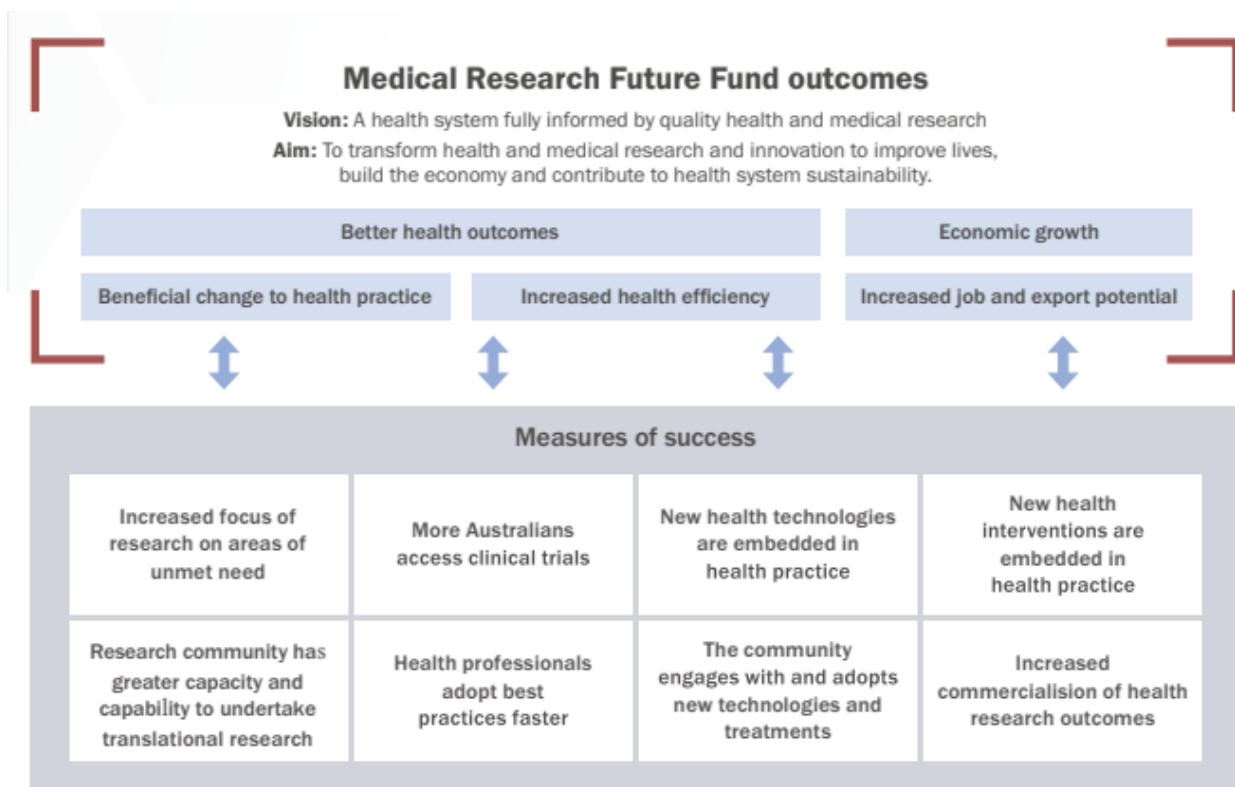 Medical Research Future Fund outcomes
Vision: A health system fully informed by quality health and medical research
Aim: To transform health and medical research and innovation to improve lives,
build the economy and contribute to health system sustainability.
Better health outcomes
Economic growth
Beneficial change to health practice
Increased health efficiency
Increased job and export potential
Measures of success
Increased focus of
research on areas of
unmet need
More Australians
access clinical trials
New health technologies
are embedded in
health practice
New health
interventions are
embedded in
health practice
Research community has
greater capacity and
capability to undertake
translational research
Health professionals
adopt best
practices faster
The community
engages with and adopts
new technologies and
treatments
Increased
commercialision of health
research outcomes